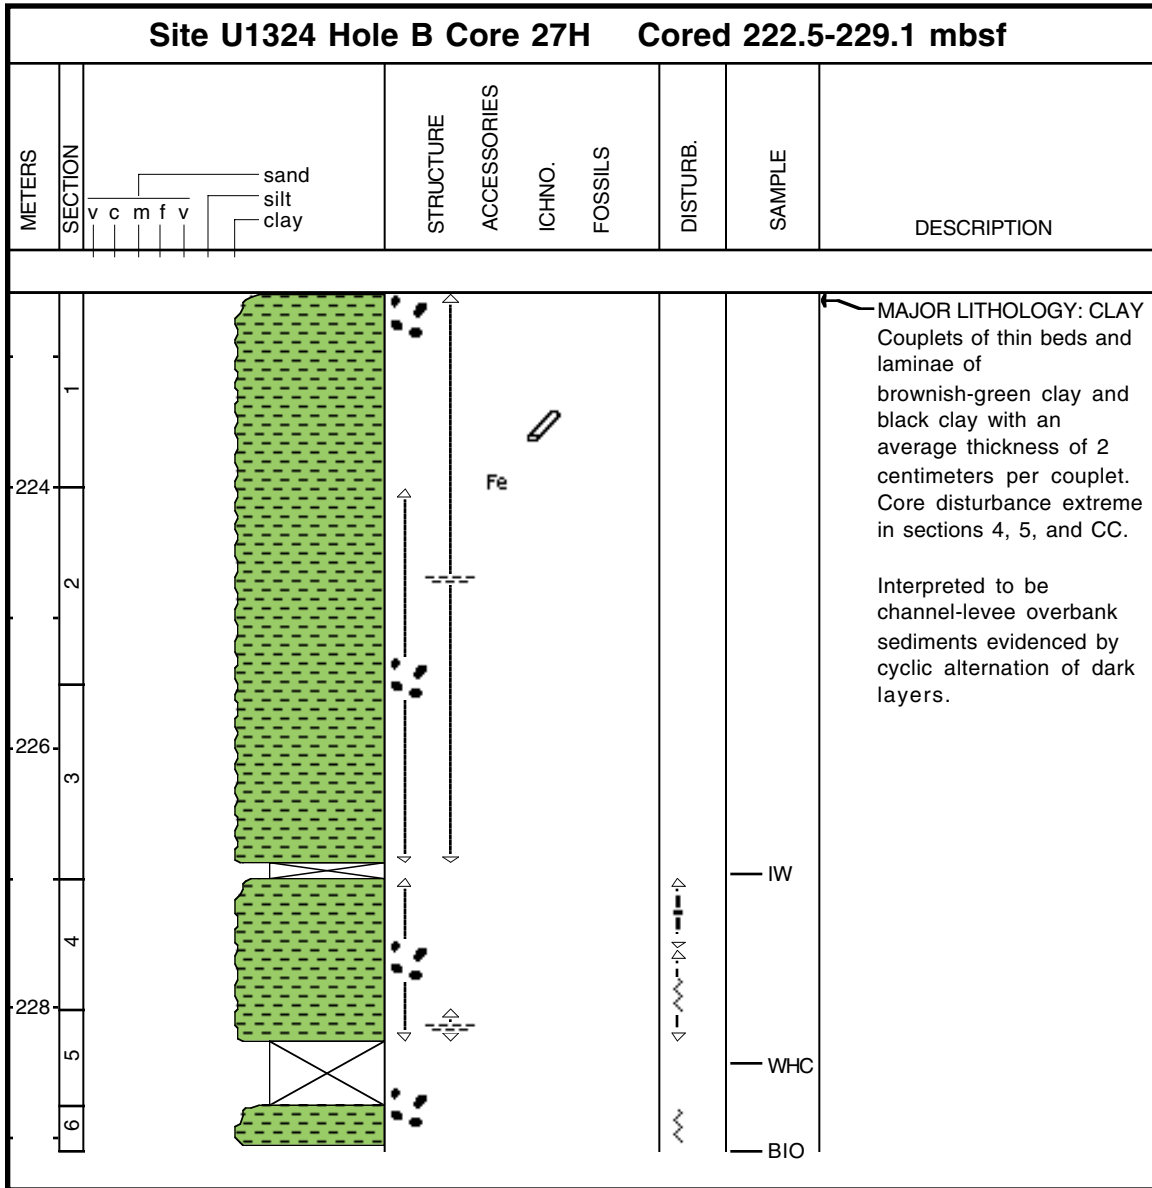 Site U1324 Hole B Core 27H Cored 222.5-229.1 mbsf
METERS
SECTION
v c m f v
sand
silt
clay
STRUCTURE
ACCESSORIES
ICHNO.
FOSSILS
DISTURB.
SAMPLE
DESCRIPTION
MAJOR LITHOLOGY: CLAY
Couplets of thin beds and
laminae of
brownish-green clay and
black clay with an
average thickness of 2
centimeters per couplet.
Core disturbance extreme
in sections 4, 5, and CC.
Interpreted to be
channel-levee overbank
sediments evidenced by
cyclic alternation of dark
layers.
1
Fe
224
2
226
3
IW
4
228
5
WHC
6
BIO